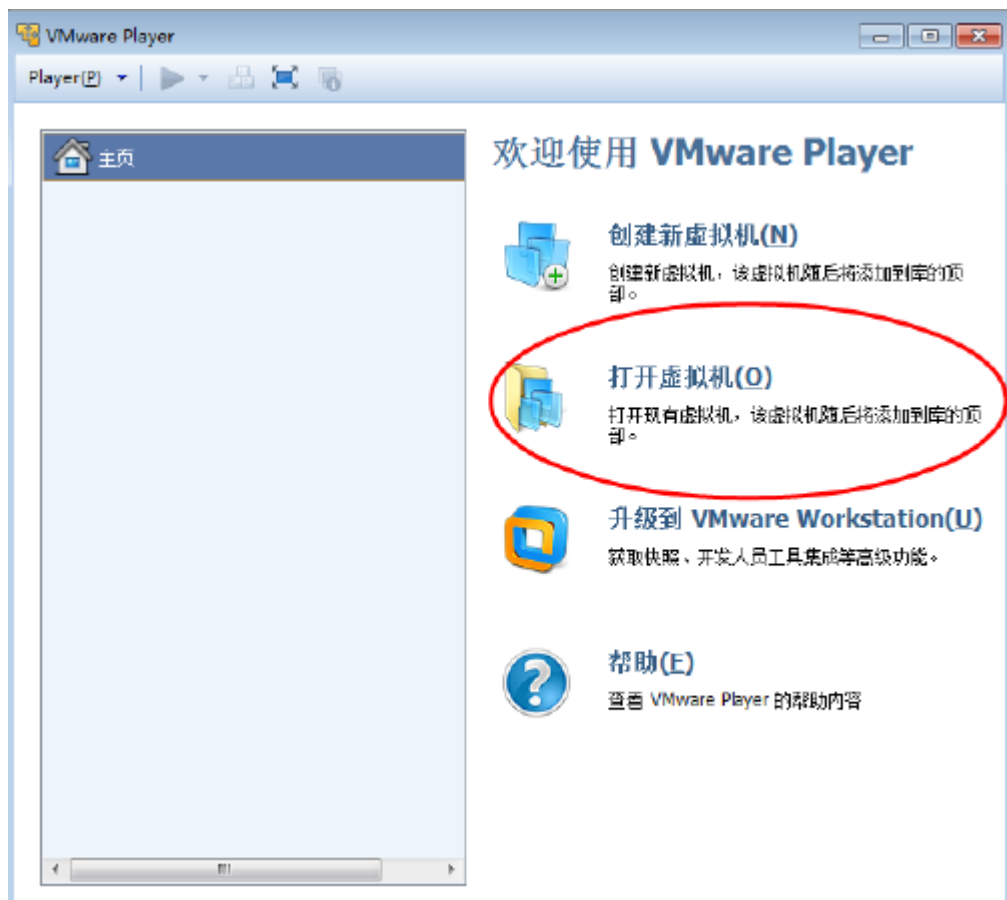 VMware Player
Player(P)
主页
欢迎使用 VMware Player
创建新虚拟机(N)
创建新虚拟机，该虚拟机随后将添加到库的顶
部。
打开虚拟机(O)
打开现有虚拟机，该虚拟机随后将添加到库的顶
部。
升级到 VMware Workstation(U)
获取快照、开发人员工具集成等高级功能。
帮助(E)
查看 VMware Player 的帮助内容